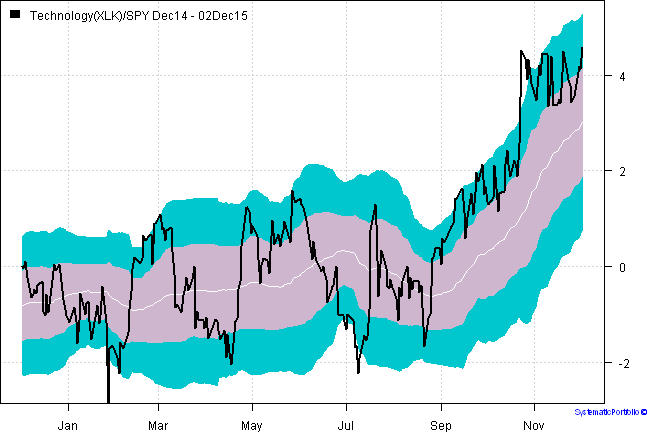 Technology(XLK)/SPY Dec14 - 02Dec15
4
2
0
-2
Jan Mar May Jul Sep Nov
SystematicPortfolio ©